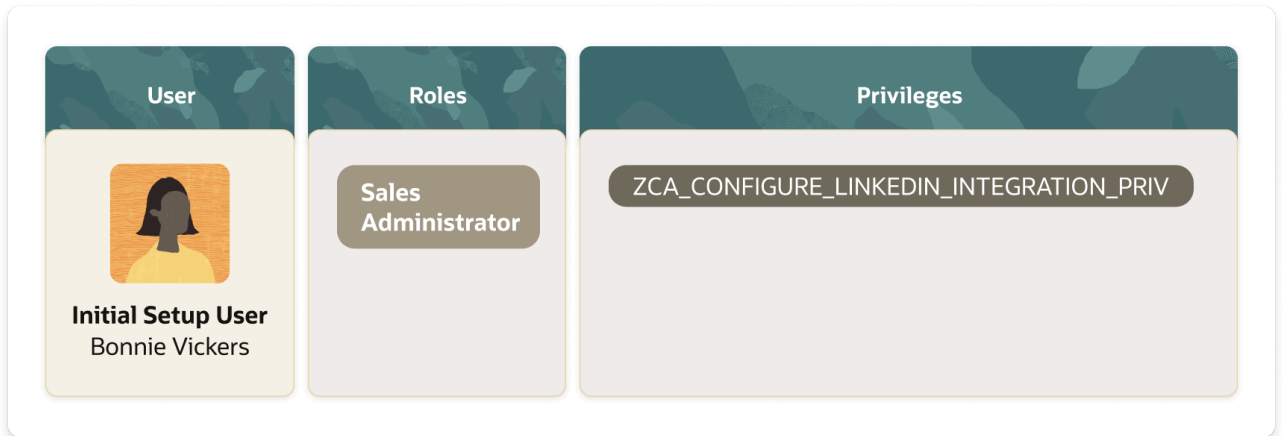 User
Roles
Privileges
Initial Setup User
Bonnie Vickers
Sales
Administrator
ZCA_CONFIGURE_LINKEDIN_INTEGRATION_PRIV